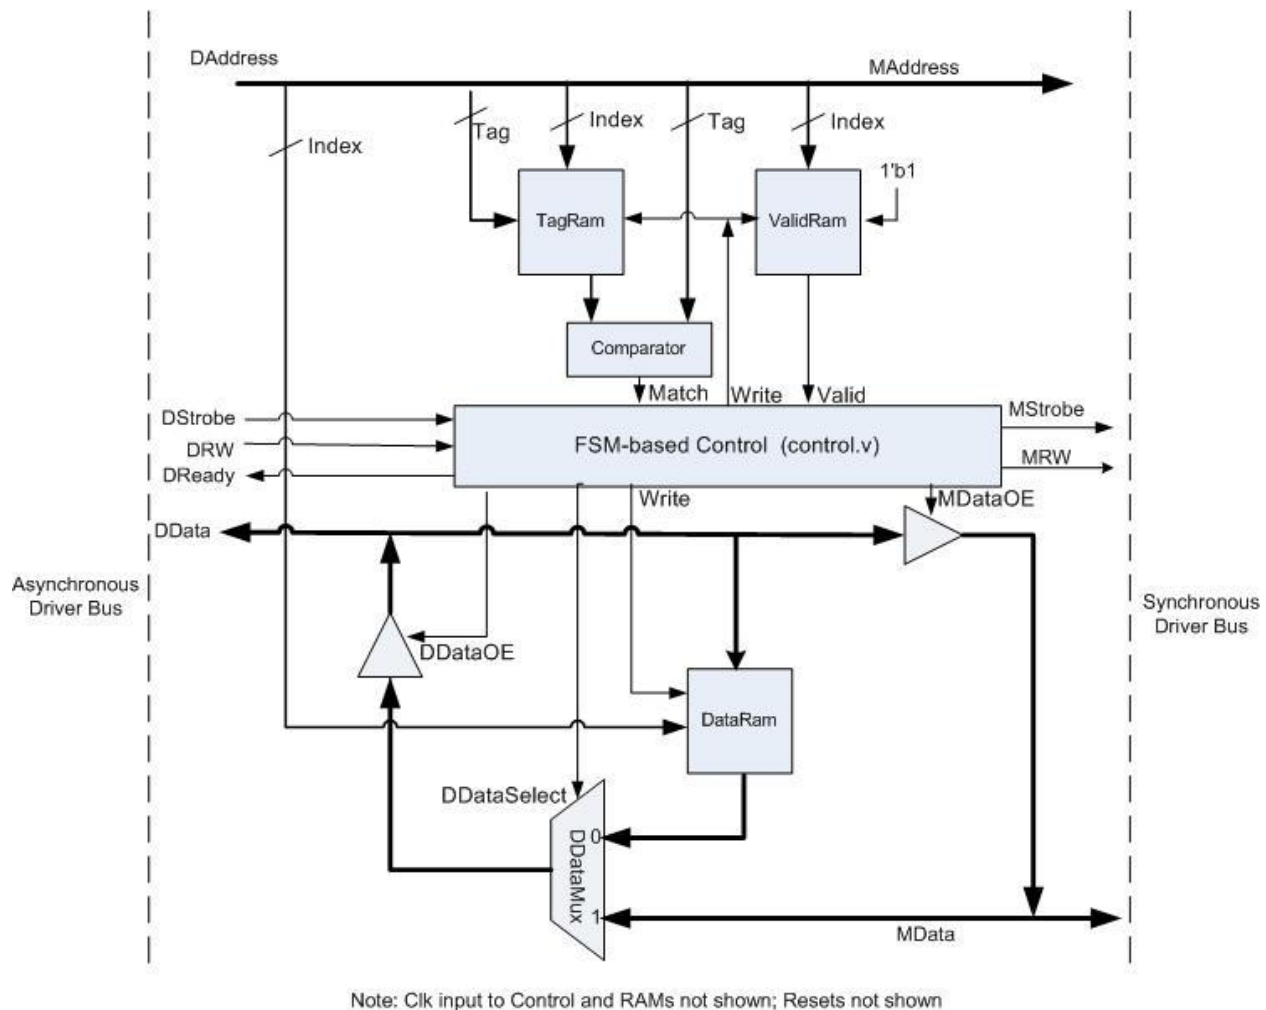 DAddress
MAddress
Tag
Index
Tag
Index
Index
1'b1
TagRam
ValidRam
Comparator
Match
Write
Valid
DStrobe
DRW
DReady
FSM-based Control (control.v)
MStrobe
MRW
Write
MDataOE
DData
Asynchronous
Driver Bus
Synchronous
Driver Bus
DDataOE
DataRam
DDataSelect
DDataMux
0
1
MData
Note: Clk input to Control and RAMs not shown; Resets not shown